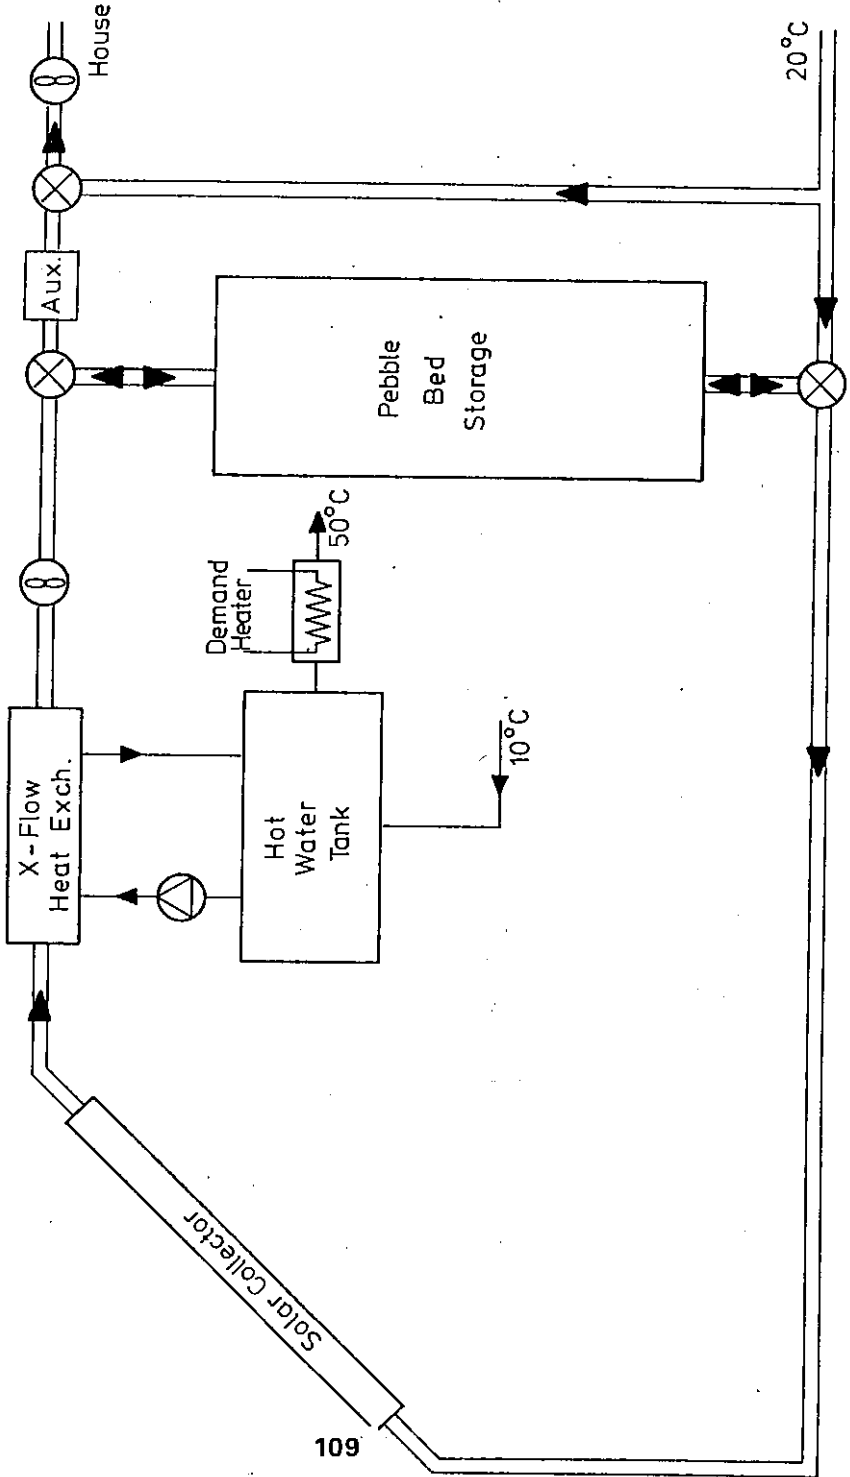 House
20°C
Aux.
Pebble
Bed
Storage
50°C
Demand
Heater
X-Flow
Heat Exch.
10°C
Hot
Water
Tank
Solar Collector
109